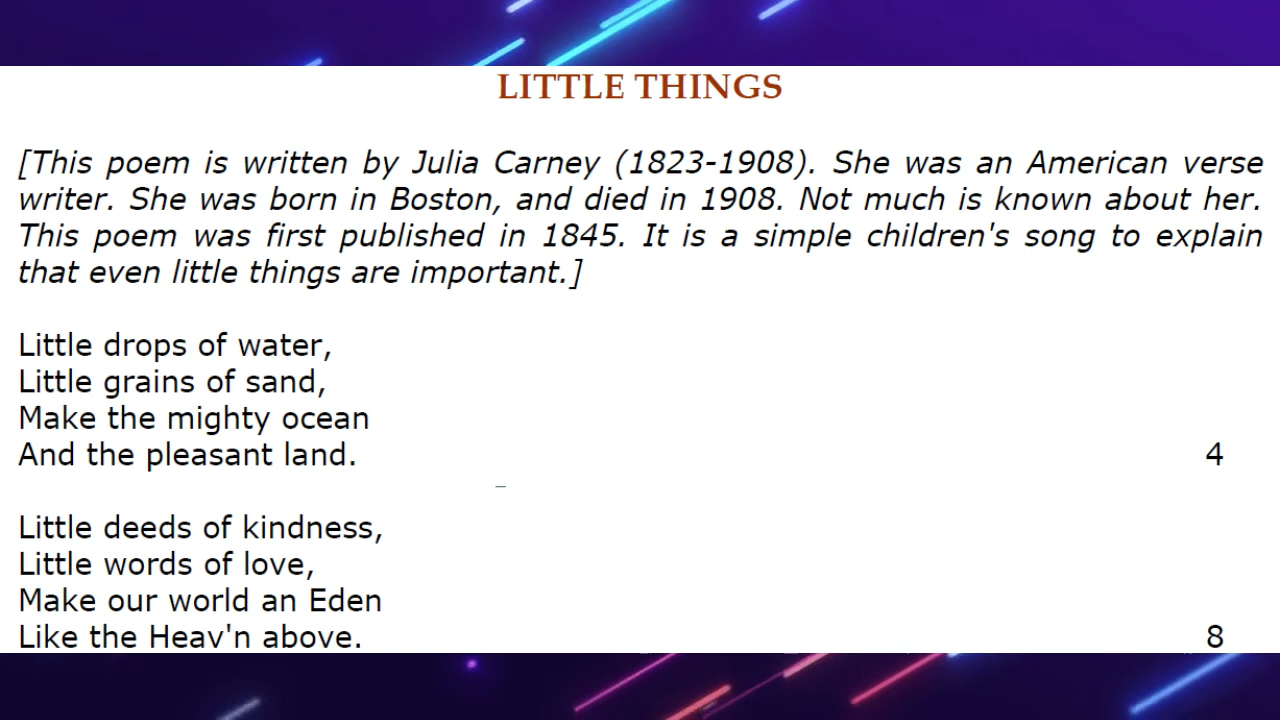 LITTLE THINGS
[This poem is written by Julia Carney (1823-1908). She was an American verse
writer. She was born in Boston, and died in 1908. Not much is known about her.
This poem was first published in 1845. It is a simple children's song to explain
that even little things are important.]
Little drops of water,
Little grains of sand,
Make the mighty ocean
And the pleasant land. 4
Little deeds of kindness,
Little words of love,
Make our world an Eden
Like the Heav'n above. 8